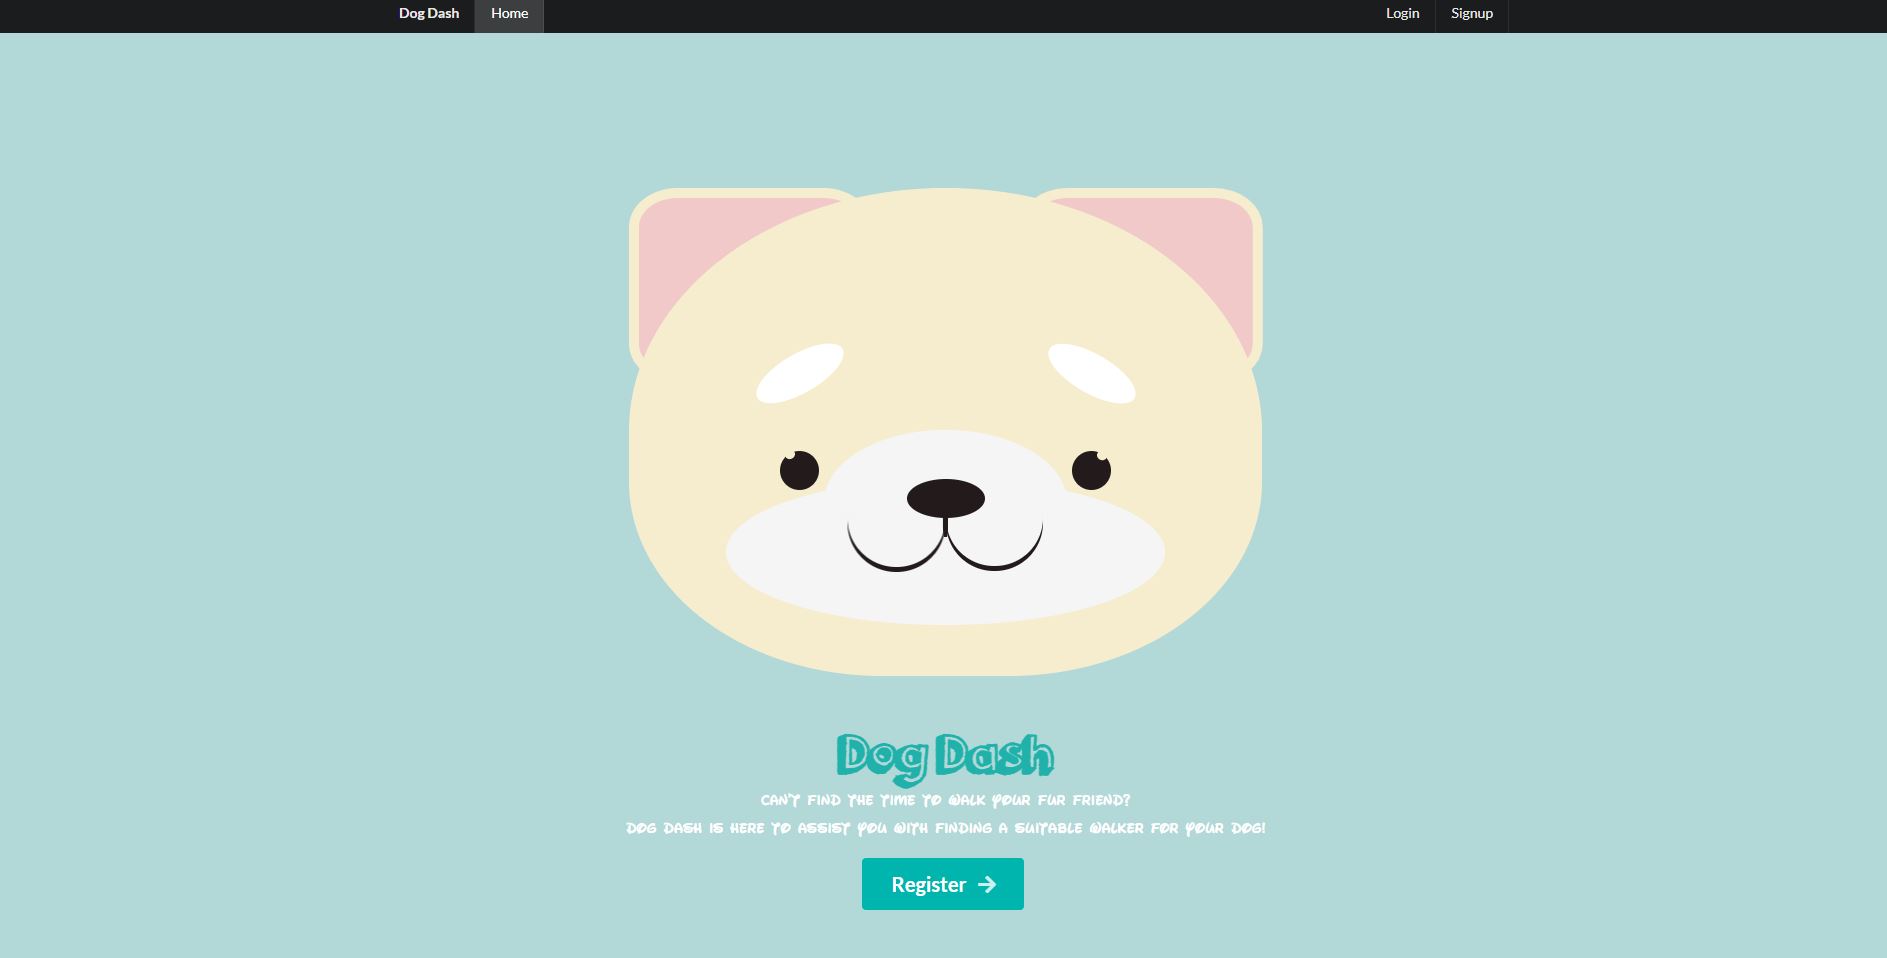 Dog Dash Home Login Signup
Dog Dash
CAN'T FIND THE TIME TO WALK YOUR FUR FRIEND?
DOG DASH IS HERE TO ASSIST YOU WITH FINDING A SUITABLE WALKER FOR YOUR DOG!
Register